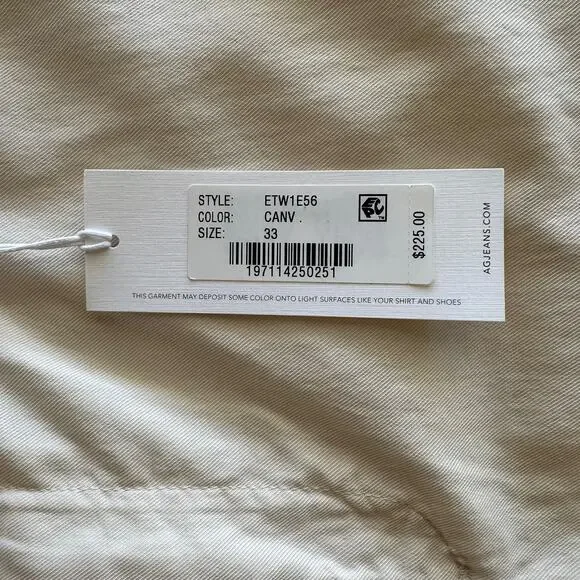 STYLE: ETW1E56
COLOR: CANV .
SIZE: 33
197114250251
$225.00
AGJEANS.COM
THIS GARMENT MAY DEPOSIT SOME COLOR ONTO LIGHT SURFACES LIKE YOUR SHIRT AND SHOES